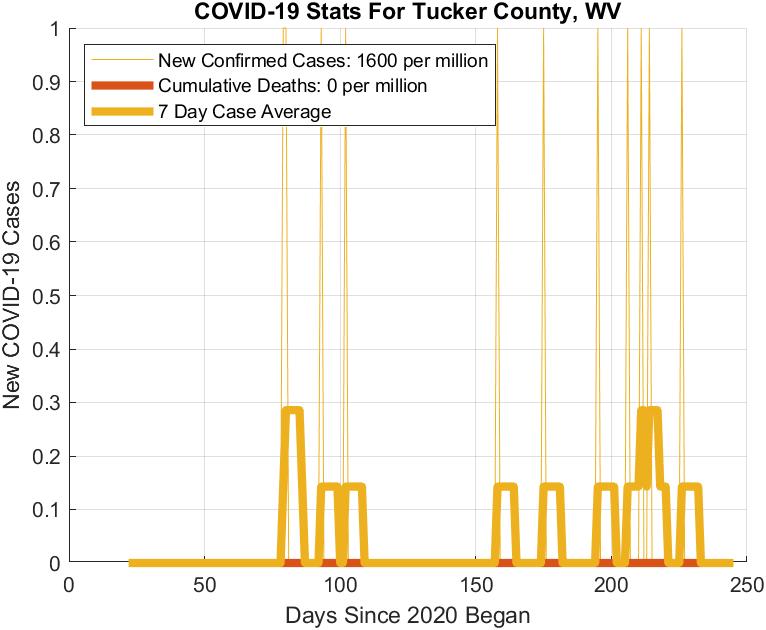 COVID-19 Stats For Tucker County, WV
New Confirmed Cases: 1600 per million
Cumulative Deaths: 0 per million
7 Day Case Average
New COVID-19 Cases
1
0.9
0.8
0.7
0.6
0.5
0.4
0.3
0.2
0.1
0
0 50 100 150 200 250
Days Since 2020 Began